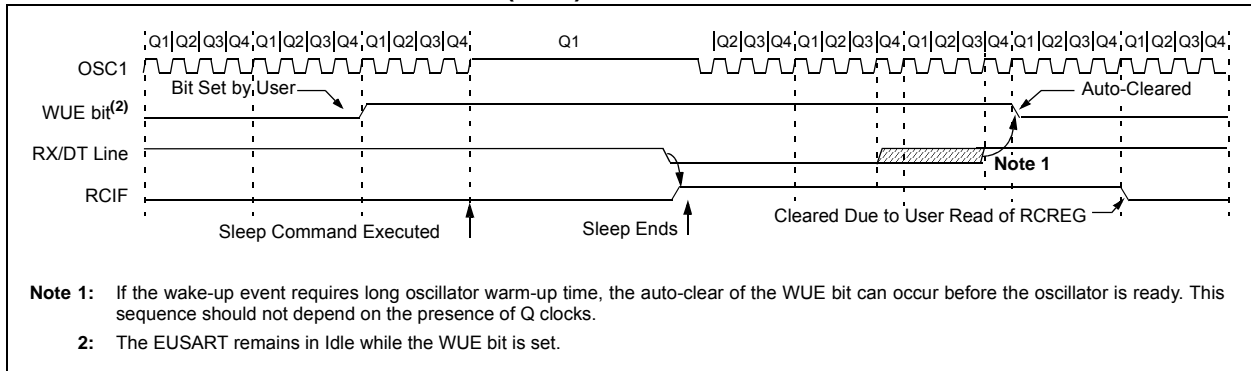 Q1 Q2 Q3 Q4 Q1 Q2 Q3 Q4 Q1 Q2 Q3 Q4 Q1 Q2 Q3 Q4 Q1 Q2 Q3 Q4 Q1 Q2 Q3 Q4 Q1 Q2 Q3 Q4 Q1 Q2 Q3 Q4
OSC1
Bit Set by User
Auto-Cleared
WUE bit(2)
RX/DT Line
Note 1
RCIF
Cleared Due to User Read of RCREG
Sleep Command Executed
Sleep Ends
Note 1: If the wake-up event requires long oscillator warm-up time, the auto-clear of the WUE bit can occur before the oscillator is ready. This
sequence should not depend on the presence of Q clocks.
2: The EUSART remains in Idle while the WUE bit is set.